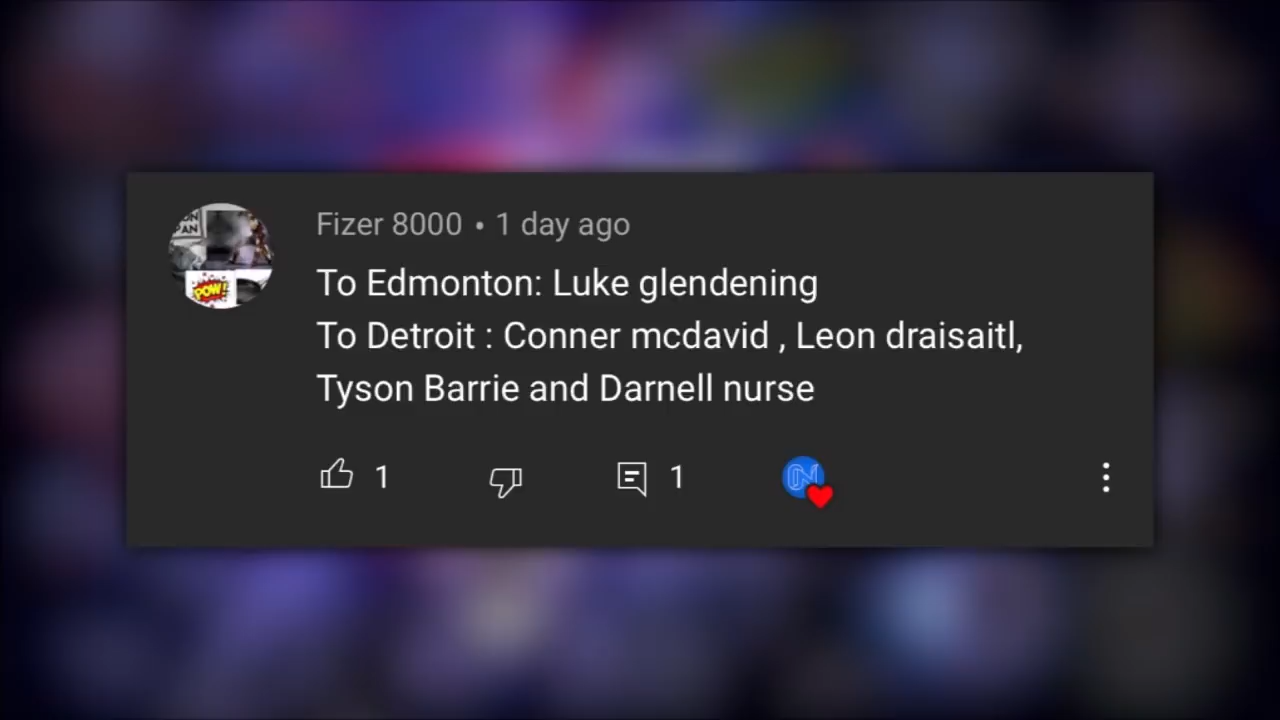 Fizer 8000 • 1 day ago
To Edmonton: Luke glendening
To Detroit : Conner mcdavid , Leon draisaitl,
Tyson Barrie and Darnell nurse
1
1
POW!